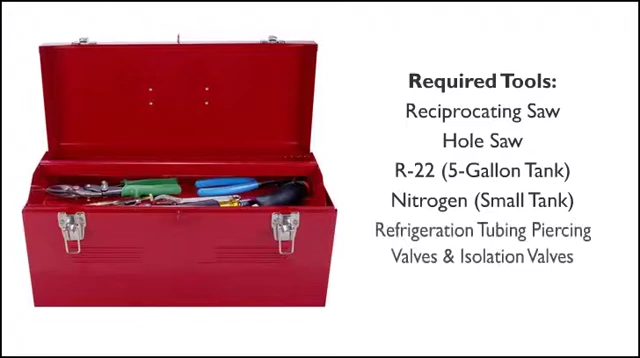 Required Tools:
Reciprocating Saw
Hole Saw
R-22 (5-Gallon Tank)
Nitrogen (Small Tank)
Refrigeration Tubing Piercing
Valves & Isolation Valves